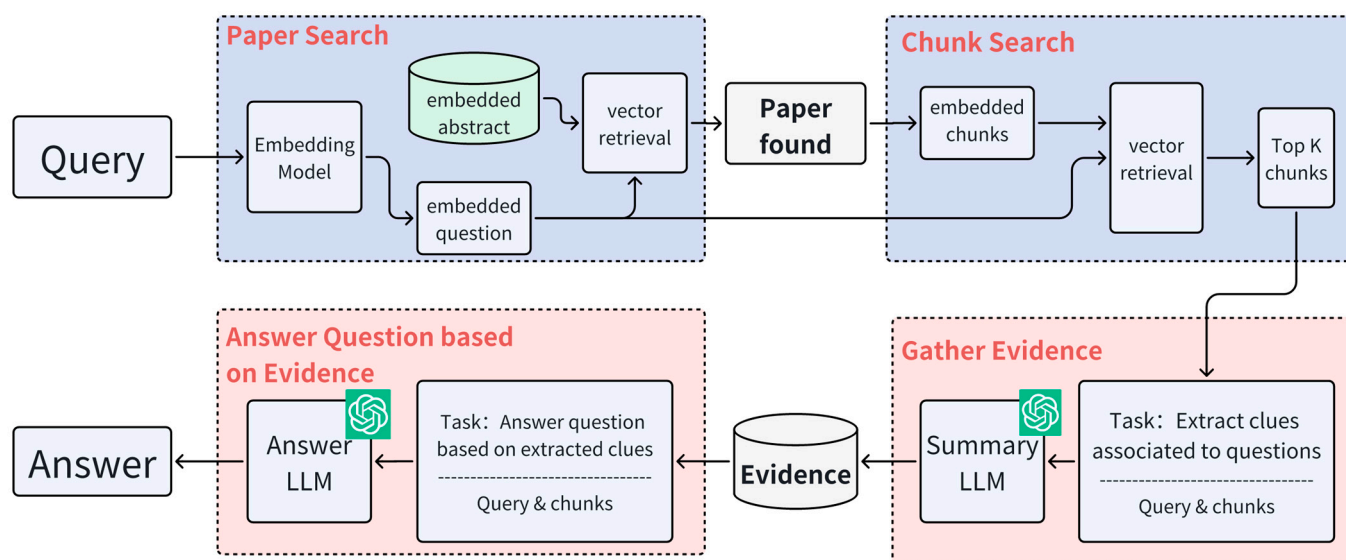 Paper Search
Query
Embedding
Model
embedded
abstract
embedded
question
vector
retrieval
Paper
found
Chunk Search
embedded
chunks
vector
retrieval
Top K
chunks
Gather Evidence
Task：Extract clues
associated to questions
Query & chunks
Summary
LLM
Evidence
Answer Question based
on Evidence
Task：Answer question
based on extracted clues
Query & chunks
Answer
LLM
Answer